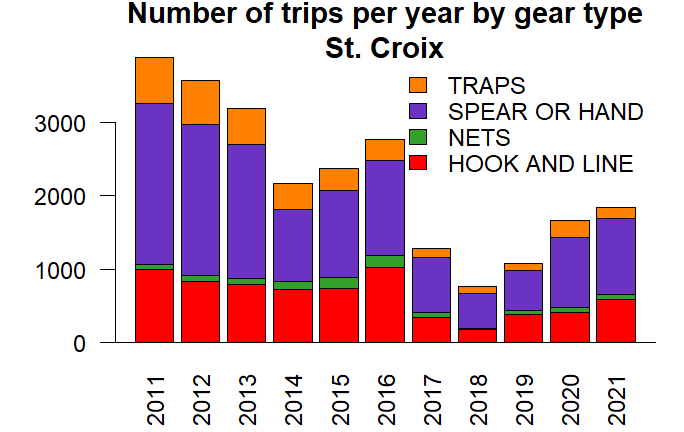 Number of trips per year by gear type
St. Croix
TRAPS
SPEAR OR HAND
NETS
HOOK AND LINE
3000
2000
1000
0
2011
2012
2013
2014
2015
2016
2017
2018
2019
2020
2021